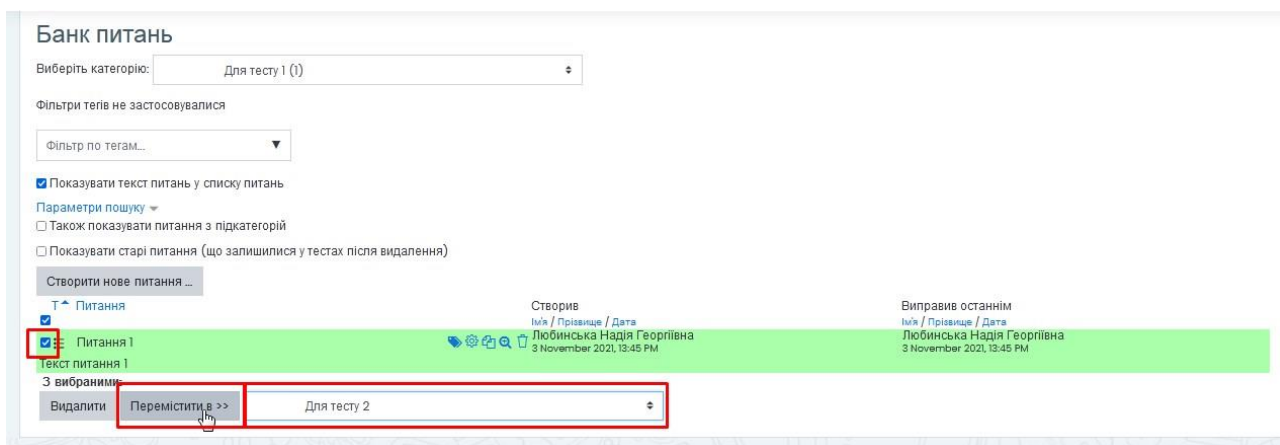 Банк питань
Виберіть категорію: Для тесту 1 (1)
Фільтри тегів не застосовувалися
Фільтр по тегам...
Показувати текст питань у списку питань
Параметри пошуку
Також показувати питання з підкатегорій
Показувати старі питання (що залишилися у тестах після видалення)
Створити нове питання ...
Т Питання Створив Виправив останнім
Ім'я / Прізвище / Дата Ім'я / Прізвище / Дата
Питання 1 Любинська Надія Георгіївна Любинська Надія Георгіївна
3 November 2021, 13:45 PM 3 November 2021, 13:45 PM
Текст питання 1
З вибраними:
Видалити Перемістити в >> Для тесту 2